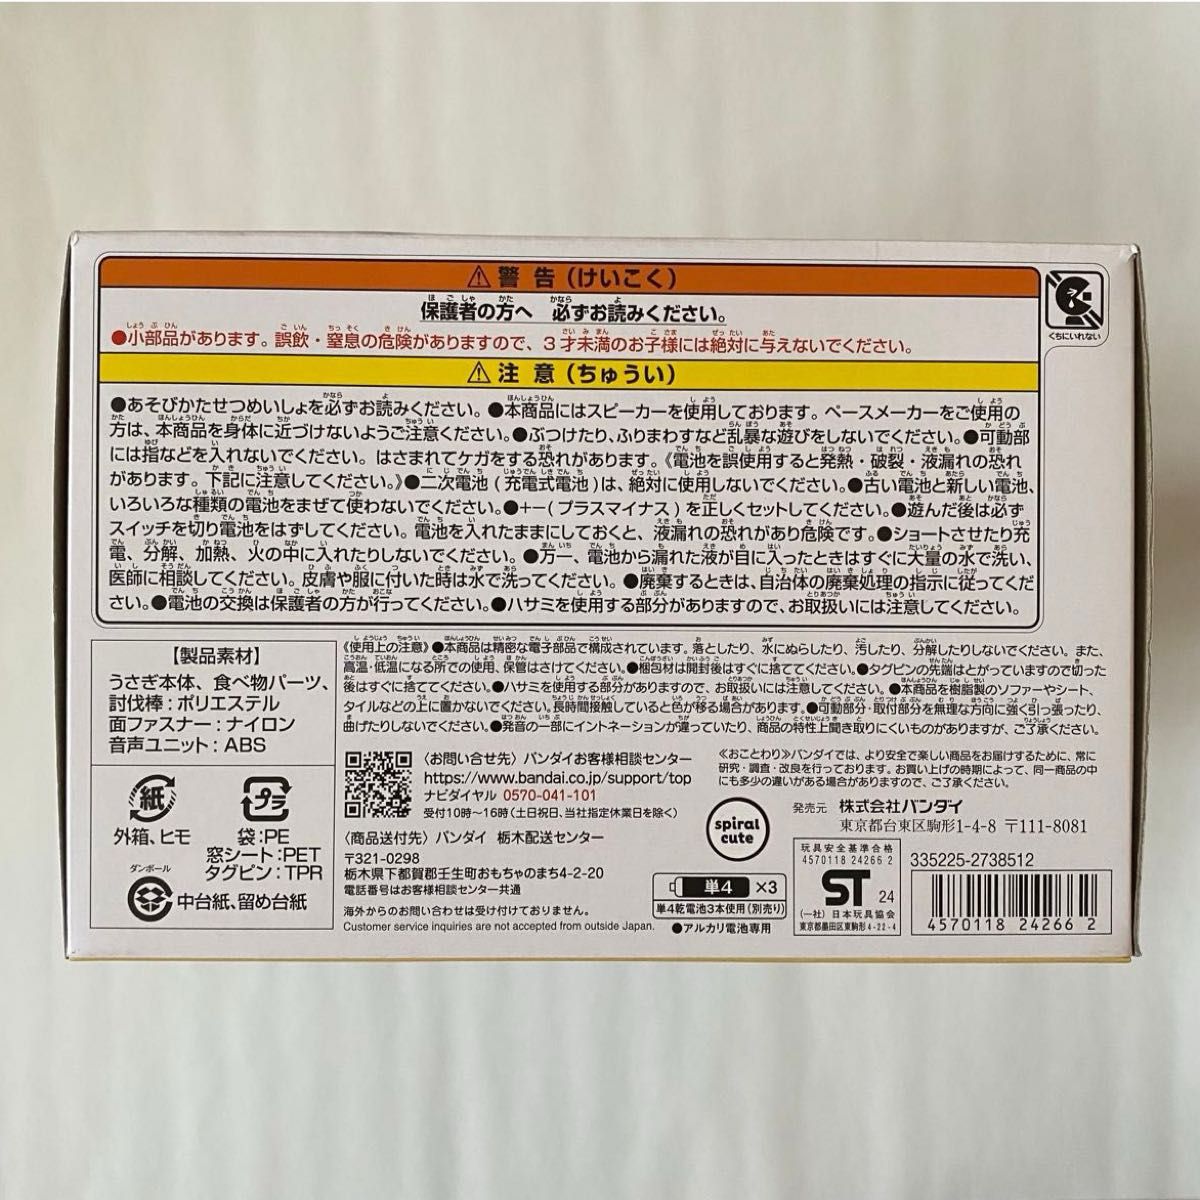 ⚠警告(けいこく)
保護者の方へ 必ずお読みください。
●小部品があります。誤飲・窒息の危険がありますので、3才未満のお子様には絶対に与えないでください。
くちにいれない
⚠注意(ちゅうい)
●あそびかたせつめいしょを必ずお読みください。●本商品にはスピーカーを使用しております。ペースメーカーをご使用の
方は、本商品を身体に近づけないようご注意ください。●ぶつけたり、ふりまわすなど乱暴な遊びをしないでください。●可動部
には指などを入れないでください。はさまれてケガをする恐れがあります。《電池を誤使用すると発熱・破裂・液漏れの恐れ
があります。下記に注意してください。》●二次電池(充電式電池)は、絶対に使用しないでください。●古い電池と新しい電池、
いろいろな種類の電池をまぜて使わないでください。●+−(プラスマイナス)を正しくセットしてください。●遊んだ後は必ず
スイッチを切り電池をはずしてください。電池を入れたままにしておくと、液漏れの恐れがあり危険です。●ショートさせたり充
電、分解、加熱、火の中に入れたりしないでください。●万一、電池から漏れた液が目に入ったときはすぐに大量の水で洗い、
医師に相談してください。皮膚や服に付いた時は水で洗ってください。●廃棄するときは、自治体の廃棄処理の指示に従ってくだ
さい。●電池の交換は保護者の方が行ってください。●ハサミを使用する部分がありますので、お取扱いには注意してください。
【製品素材】
うさぎ本体、食べ物パーツ、
討伐棒:ポリエステル
面ファスナー:ナイロン
音声ユニット:ABS
紙
外箱、ヒモ
プラ
袋:PE
窓シート:PET
タグピン:TPR
ダンボール
中台紙、留め台紙
《使用上の注意》●本商品は精密な電子部品で構成されています。落としたり、水にぬらしたり、汚したり、分解したりしないでください。また、
高温・低温になる所での使用、保管はさけてください。●梱包材は開封後はすぐに捨ててください。●タグピンの先端はとがっていますので切った
後はすぐに捨ててください。●ハサミを使用する部分がありますので、お取扱いには注意してください。●本商品を樹脂製のソファーやシート、
タイルなどの上に置かないでください。長時間接触していると色が移る場合があります。●可動部分・取付部分を無理な方向に強く引っ張ったり、
曲げたりしないでください。●発音の一部にイントネーションが違っていたり、商品の特性上聞き取りにくいものがありますが、ご了承ください。
〈お問い合せ先〉バンダイお客様相談センター
https://www.bandai.co.jp/support/top
ナビダイヤル 0570-041-101
受付10時〜16時(土日祝日、当社指定休業日を除く)
〈商品送付先〉バンダイ 栃木配送センター
〒321-0298
栃木県下都賀郡壬生町おもちゃのまち4-2-20
電話番号はお客様相談センター共通
海外からのお問い合わせは受け付けておりません。
Customer service inquiries are not accepted from outside Japan.
《おことわり》バンダイでは、より安全で楽しい商品をお届けするために、常に
研究・調査・改良を行っております。お買い上げの時期によって、同一商品の中
にも多少の違いがある場合がありますので、ご了承ください。
spiral
cute
発売元 株式会社バンダイ
東京都台東区駒形1-4-8 〒111-8081
単4 ×3
単4乾電池3本使用(別売り)
●アルカリ電池専用
玩具安全基準合格
4570118 24266 2
ST 24
(一社)日本玩具協会
東京都墨田区東駒形4-22-4
335225-2738512
4570118 24266 2